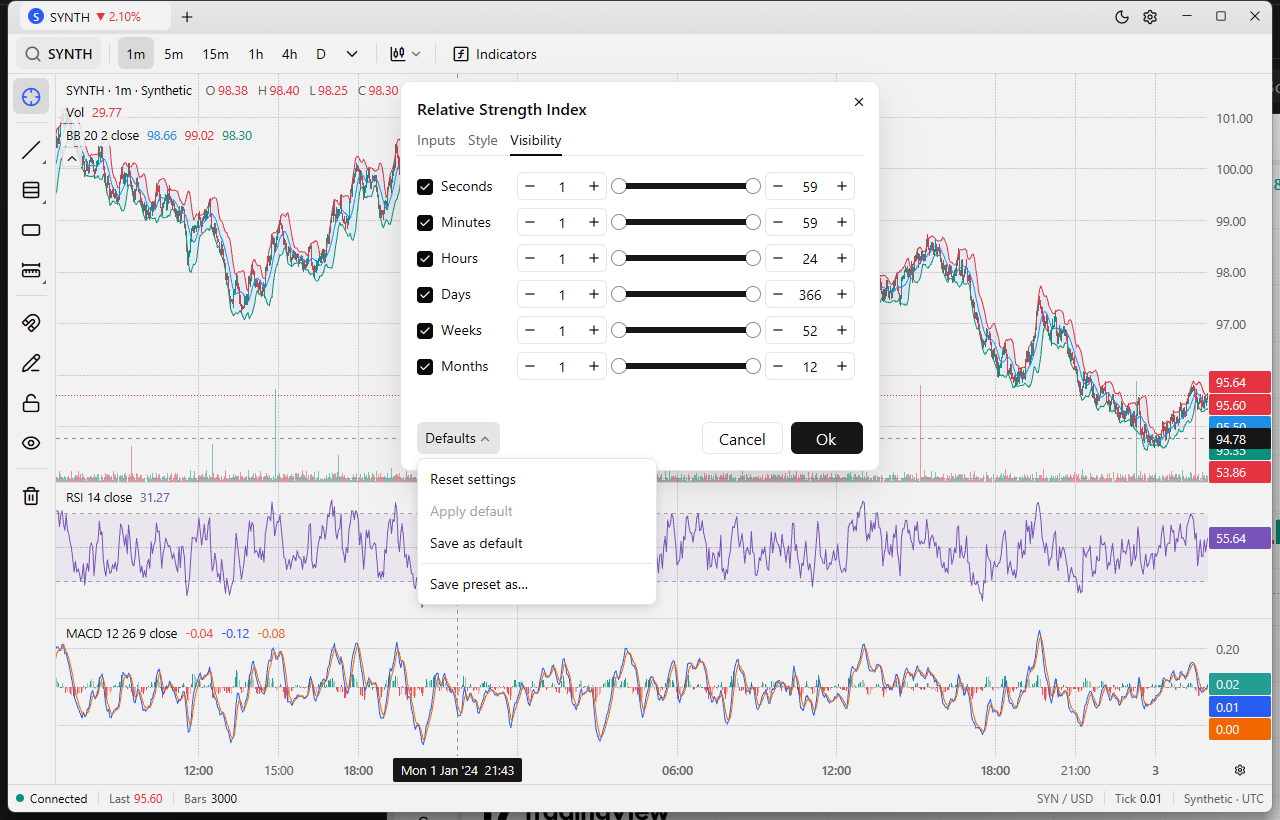 SYNTH ▼ 2.10% +
SYNTH 1m 5m 15m 1h 4h D Indicators
SYNTH · 1m · Synthetic O 98.38 H 98.40 L 98.25 C 98.30
Vol 29.77
BB 20 2 close 98.66 99.02 98.30
Relative Strength Index
Inputs Style Visibility
Seconds − 1 + − 59 +
Minutes − 1 + − 59 +
Hours − 1 + − 24 +
Days − 1 + − 366 +
Weeks − 1 + − 52 +
Months − 1 + − 12 +
Defaults Cancel Ok
Reset settings
Apply default
Save as default
Save preset as...
101.00
100.00
99.00
98.00
97.00
95.64
95.60
95.50
94.78
95.35
53.86
RSI 14 close 31.27
55.64
MACD 12 26 9 close -0.04 -0.12 -0.08
0.20
0.02
0.01
0.00
12:00 15:00 18:00 Mon 1 Jan '24 21:43 06:00 12:00 18:00 21:00 3
Connected Last 95.60 Bars 3000 SYN / USD Tick 0.01 Synthetic · UTC